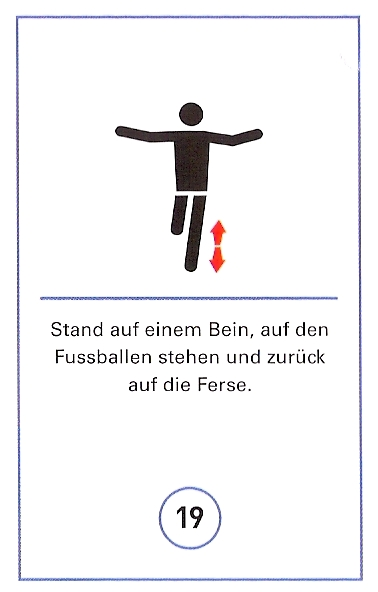 Stand auf einem Bein, auf den
Fussballen stehen und zurück
auf die Ferse.
19